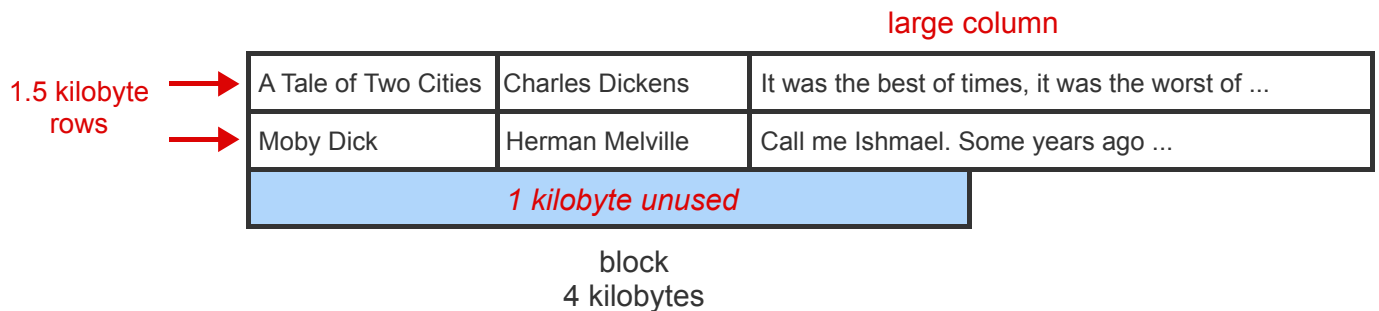 large column
1.5 kilobyte
rows
A Tale of Two Cities Charles Dickens It was the best of times, it was the worst of ...
Moby Dick Herman Melville Call me Ishmael. Some years ago ...
1 kilobyte unused
block
4 kilobytes